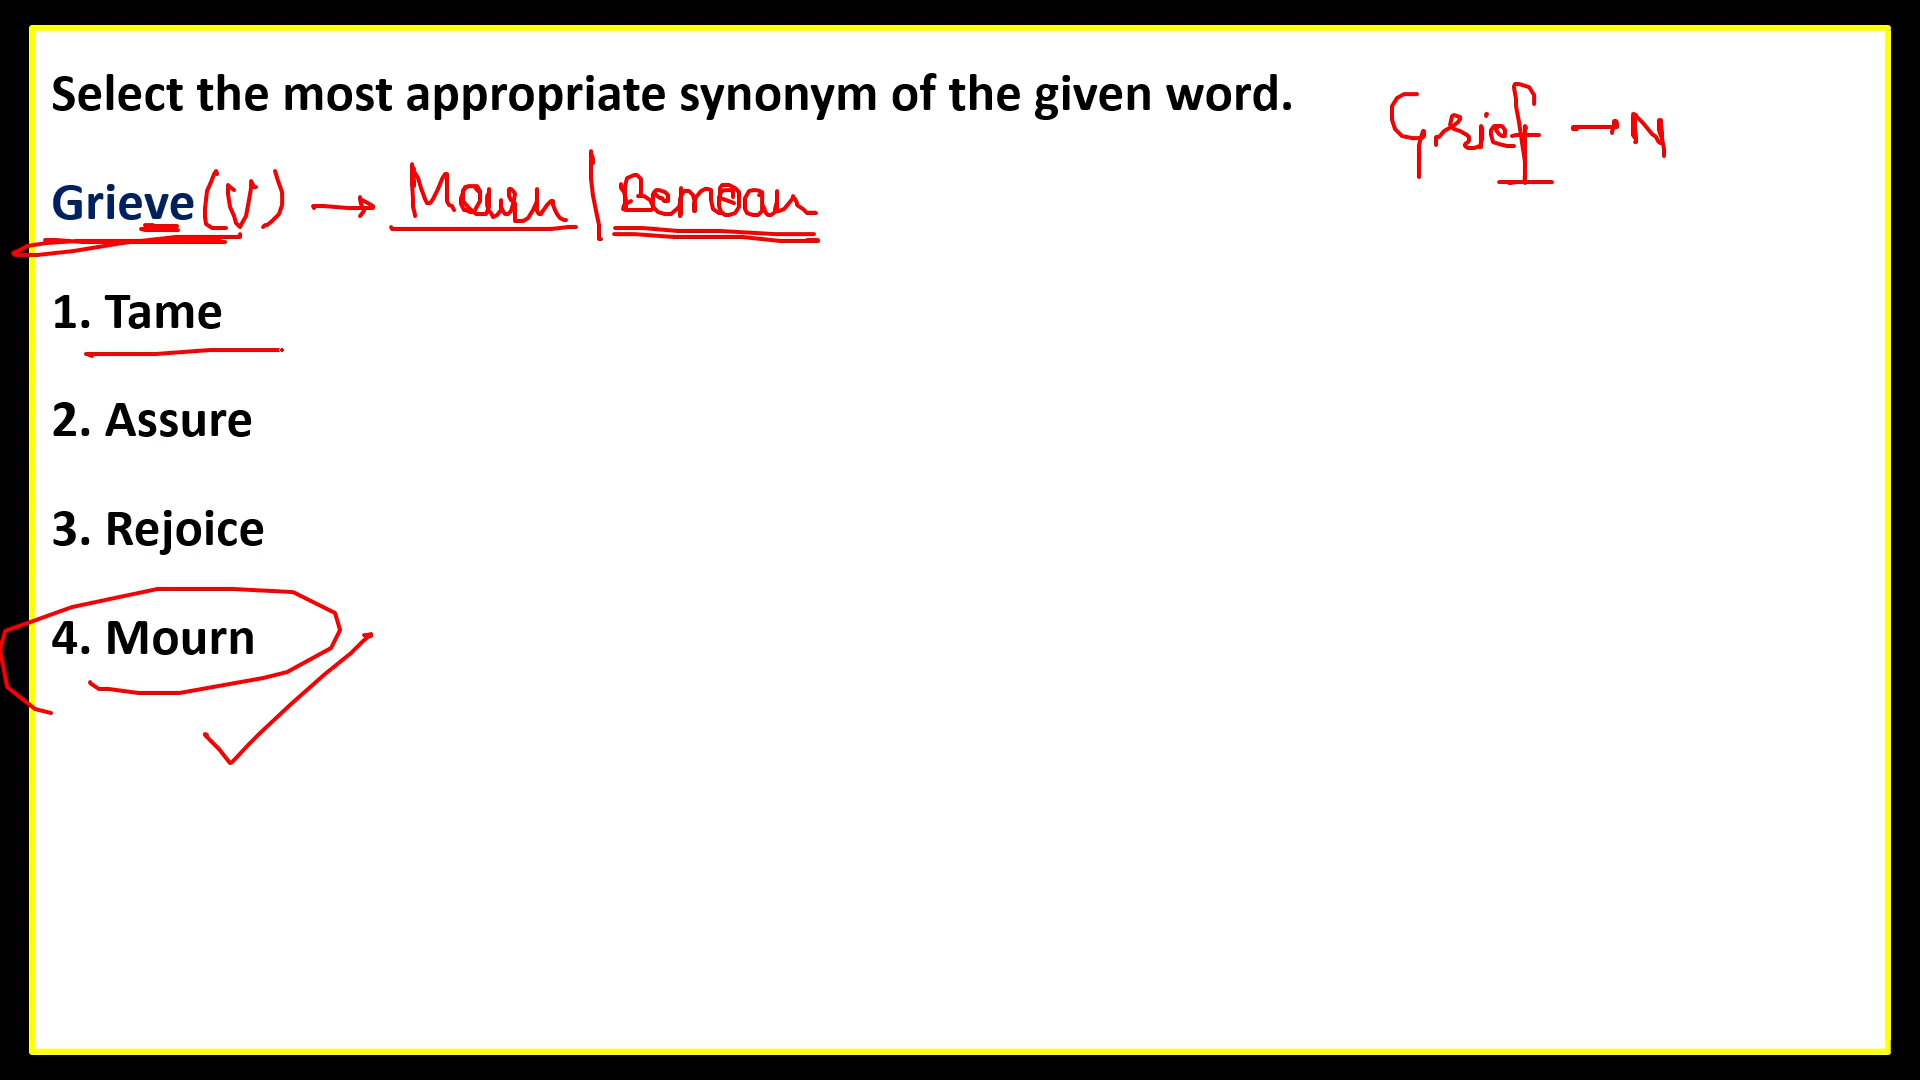 Select the most appropriate synonym of the given word.
Grief → N
Grieve (V) → Mourn | Bemoan
1. Tame
2. Assure
3. Rejoice
4. Mourn